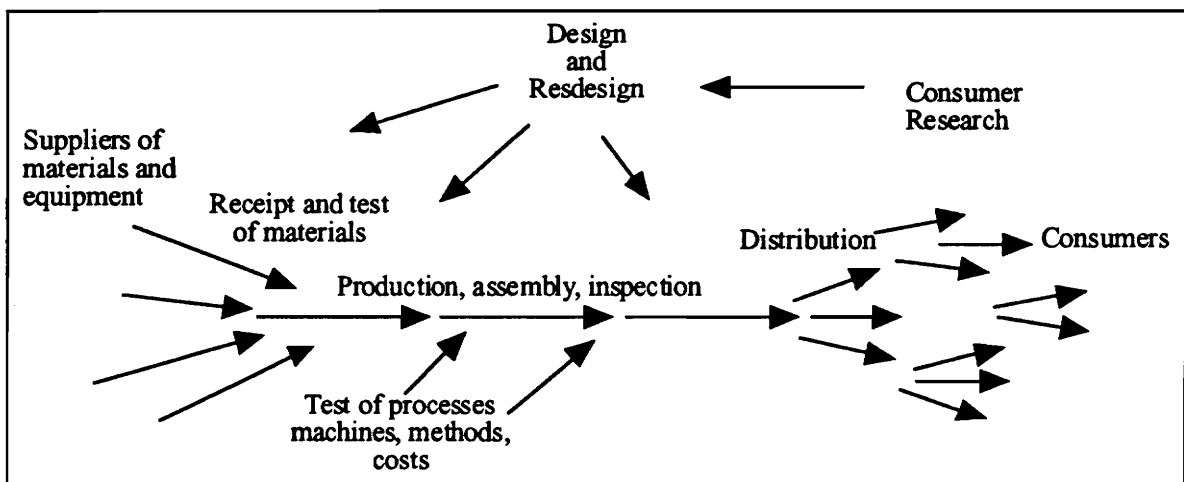 Design
and
Resdesign
Consumer
Research
Suppliers of
materials and
equipment
Receipt and test
of materials
Distribution
Consumers
Production, assembly, inspection
Test of processes
machines, methods,
costs